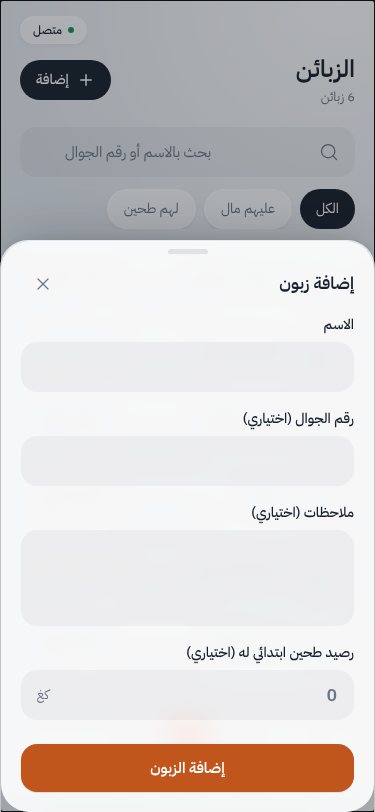 متصل
الزبائن
إضافة
6 زبائن
بحث بالاسم أو رقم الجوال
الكل
عليهم مال
لهم طحين
إضافة زبون
الاسم
رقم الجوال (اختياري)
ملاحظات (اختياري)
رصيد طحين ابتدائي له (اختياري)
0
كغ
إضافة الزبون